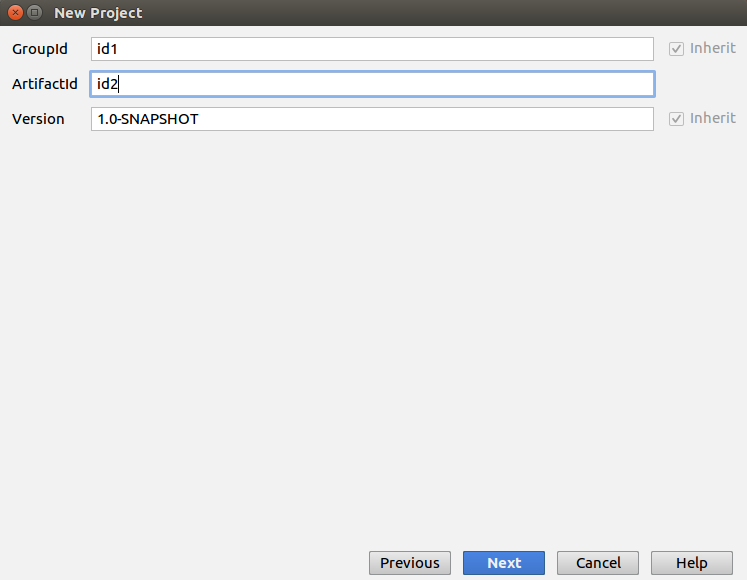 New Project
GroupId id1 Inherit
ArtifactId id2
Version 1.0-SNAPSHOT Inherit
Previous Next Cancel Help